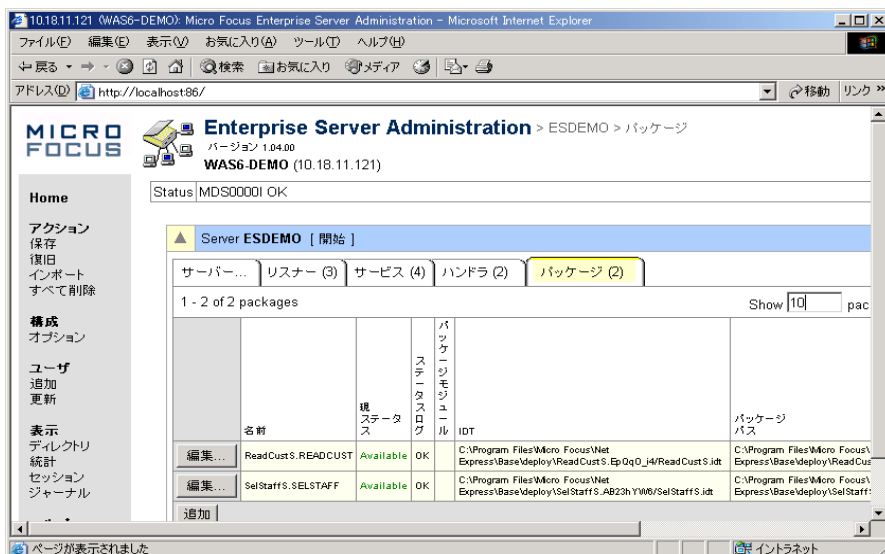 10.18.11.121 (WAS6-DEMO): Micro Focus Enterprise Server Administration - Microsoft Internet Explorer
ファイル(F) 編集(E) 表示(V) お気に入り(A) ツール(T) ヘルプ(H)
戻る 検索 お気に入り メディア
アドレス(D) http://localhost:86/ 移動 リンク »
MICRO FOCUS
Enterprise Server Administration > ESDEMO > パッケージ
バージョン 1.04.00
WAS6-DEMO (10.18.11.121)
Status MDS0000I OK
Home
アクション
保存
復旧
インポート
すべて削除
構成
オプション
ユーザ
追加
更新
表示
ディレクトリ
統計
セッション
ジャーナル
Server ESDEMO [ 開始 ]
サーバー... リスナー (3) サービス (4) ハンドラ (2) パッケージ (2)
1 - 2 of 2 packages Show 10 pac
名前 現ステータス ステータスログ パッケージモジュール IDT パッケージパス
編集... ReadCustS.READCUST Available OK C:\Program Files\Micro Focus\Net Express\Base\deploy\ReadCustS.EpQqO_i4/ReadCustS.idt C:\Program Files\Micro Focus\ Express\Base\deploy\ReadCus
編集... SelStaffS.SELSTAFF Available OK C:\Program Files\Micro Focus\Net Express\Base\deploy\SelStaffS.AB23hYW6/SelStaffS.idt C:\Program Files\Micro Focus\ Express\Base\deploy\SelStaff
追加
ページが表示されました イントラネット